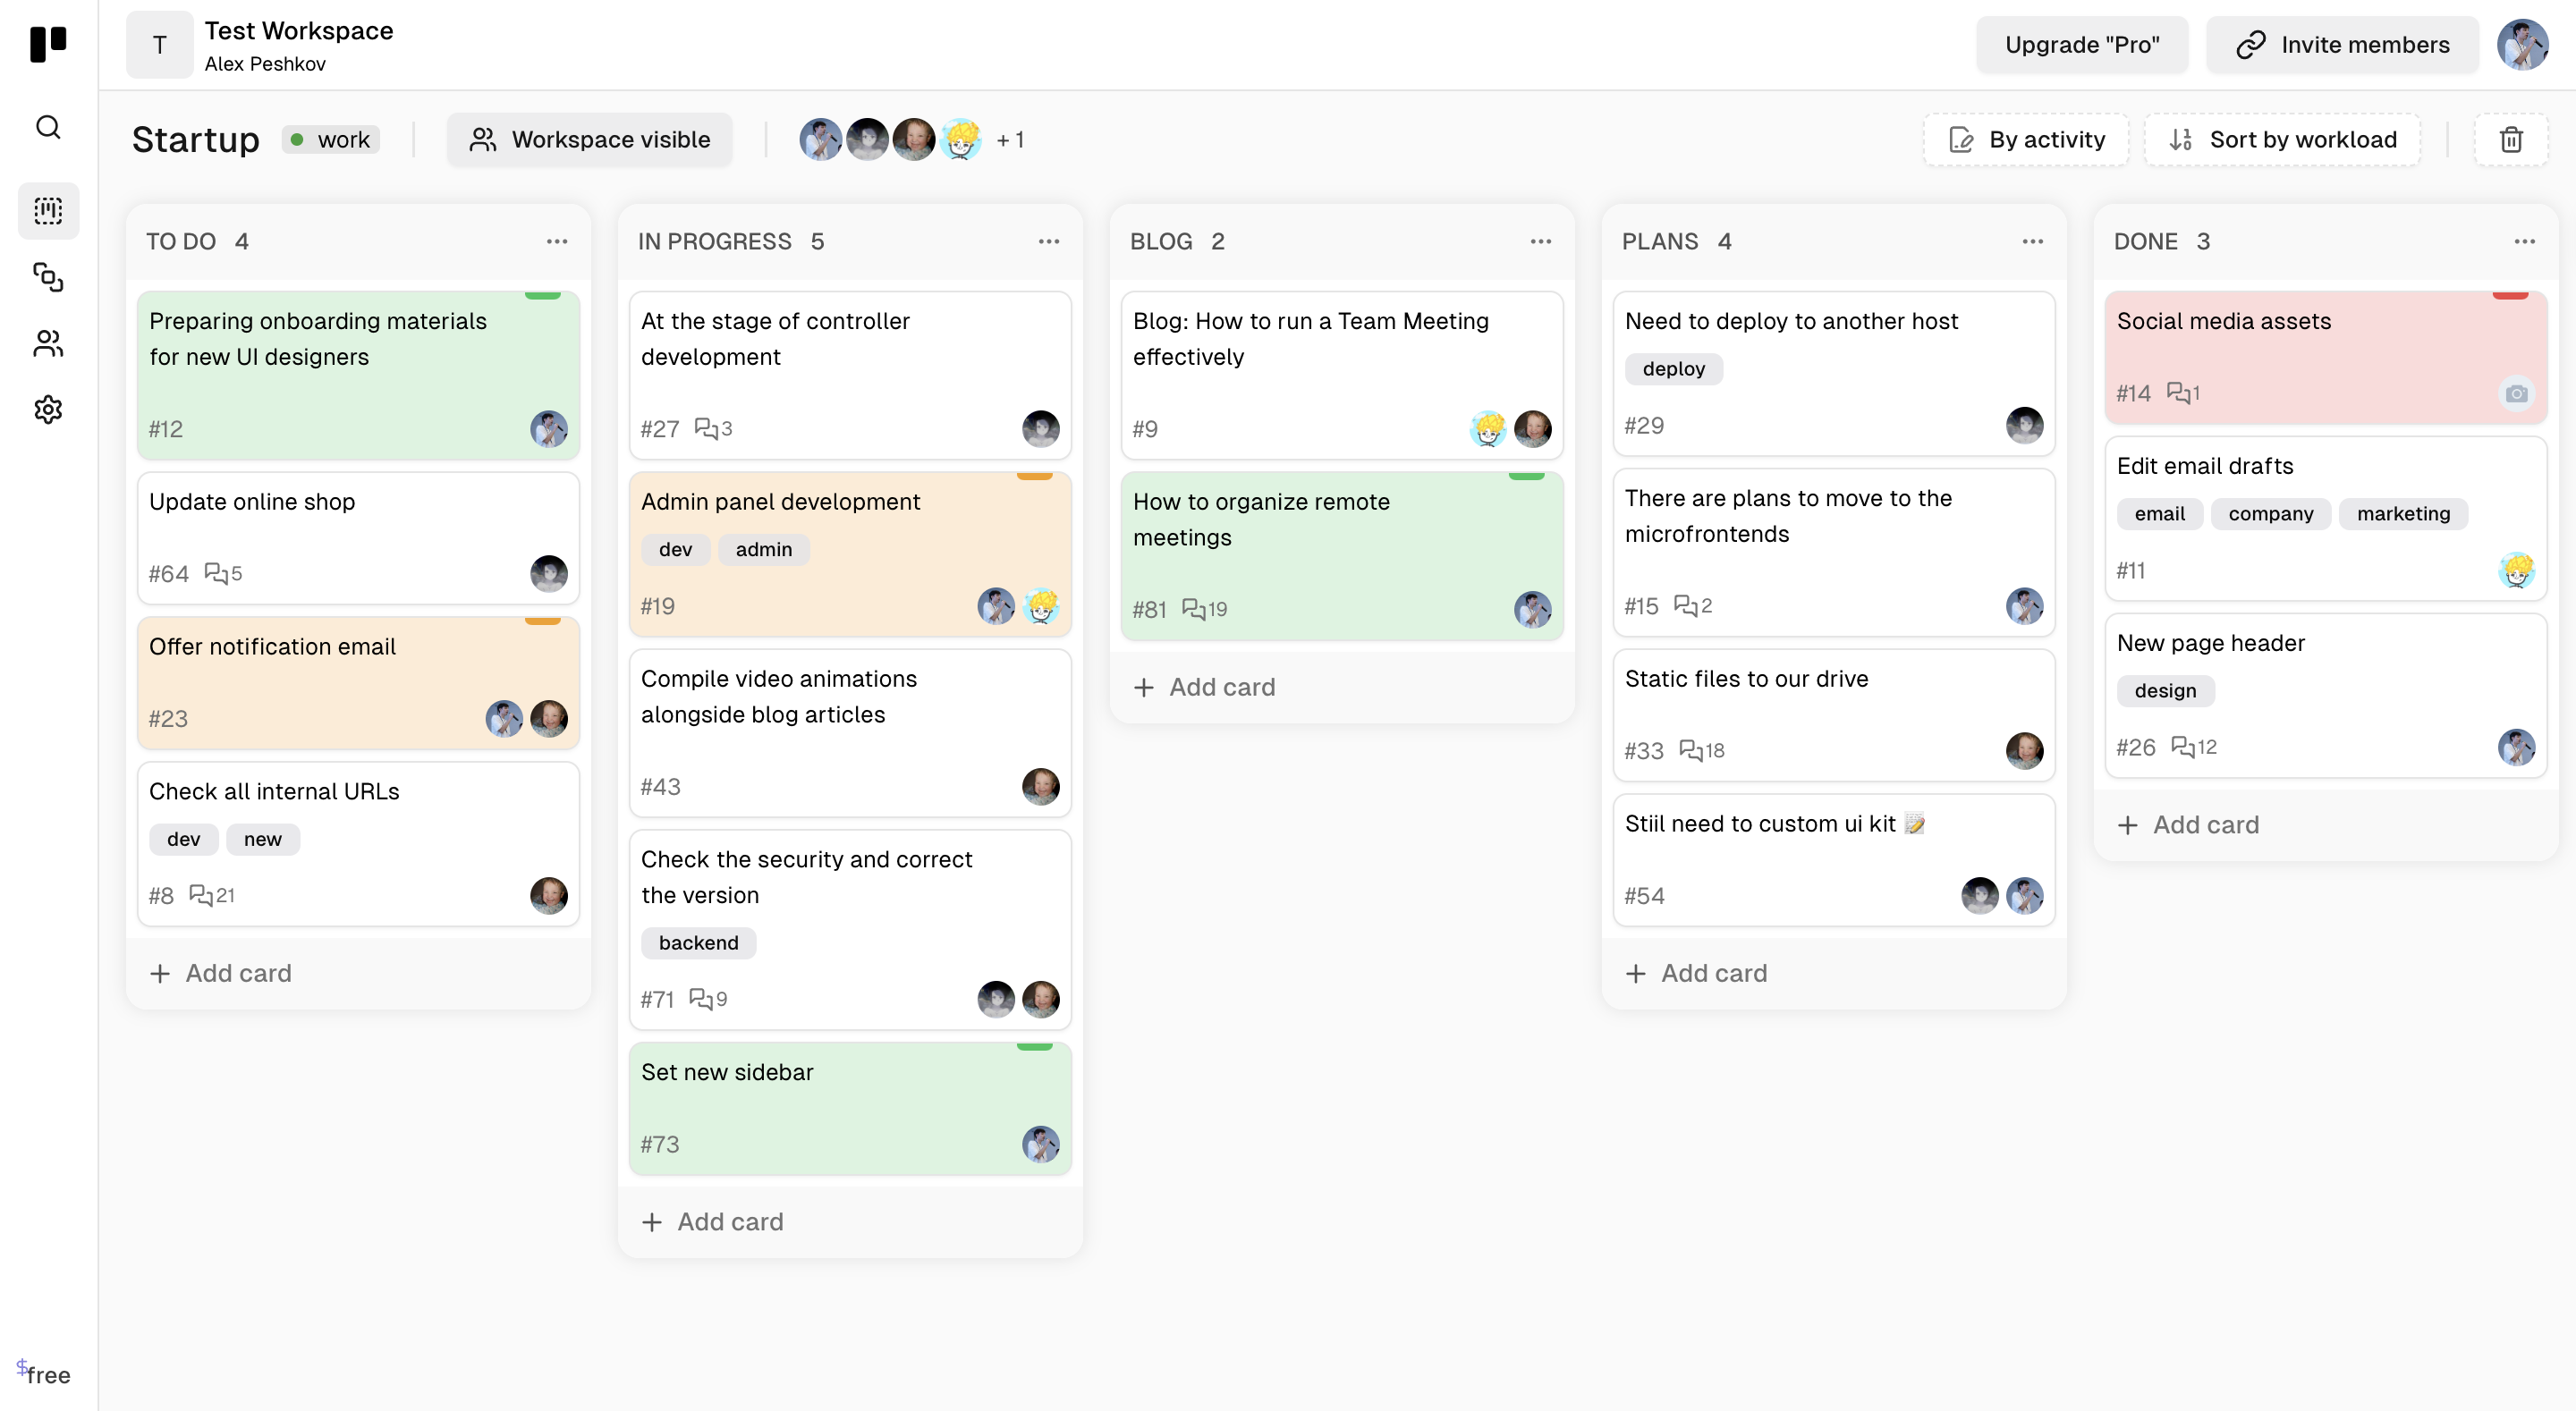 T
Test Workspace
Alex Peshkov
Upgrade "Pro"
Invite members
Startup
work
Workspace visible
+ 1
By activity
Sort by workload
TO DO 4
Preparing onboarding materials
for new UI designers
#12
Update online shop
#64 5
Offer notification email
#23
Check all internal URLs
dev new
#8 21
+ Add card
IN PROGRESS 5
At the stage of controller
development
#27 3
Admin panel development
dev admin
#19
Compile video animations
alongside blog articles
#43
Check the security and correct
the version
backend
#71 9
Set new sidebar
#73
+ Add card
BLOG 2
Blog: How to run a Team Meeting
effectively
#9
How to organize remote
meetings
#81 19
+ Add card
PLANS 4
Need to deploy to another host
deploy
#29
There are plans to move to the
microfrontends
#15 2
Static files to our drive
#33 18
Stiil need to custom ui kit 📝
#54
+ Add card
DONE 3
Social media assets
#14 1
Edit email drafts
email company marketing
#11
New page header
design
#26 12
+ Add card
$free